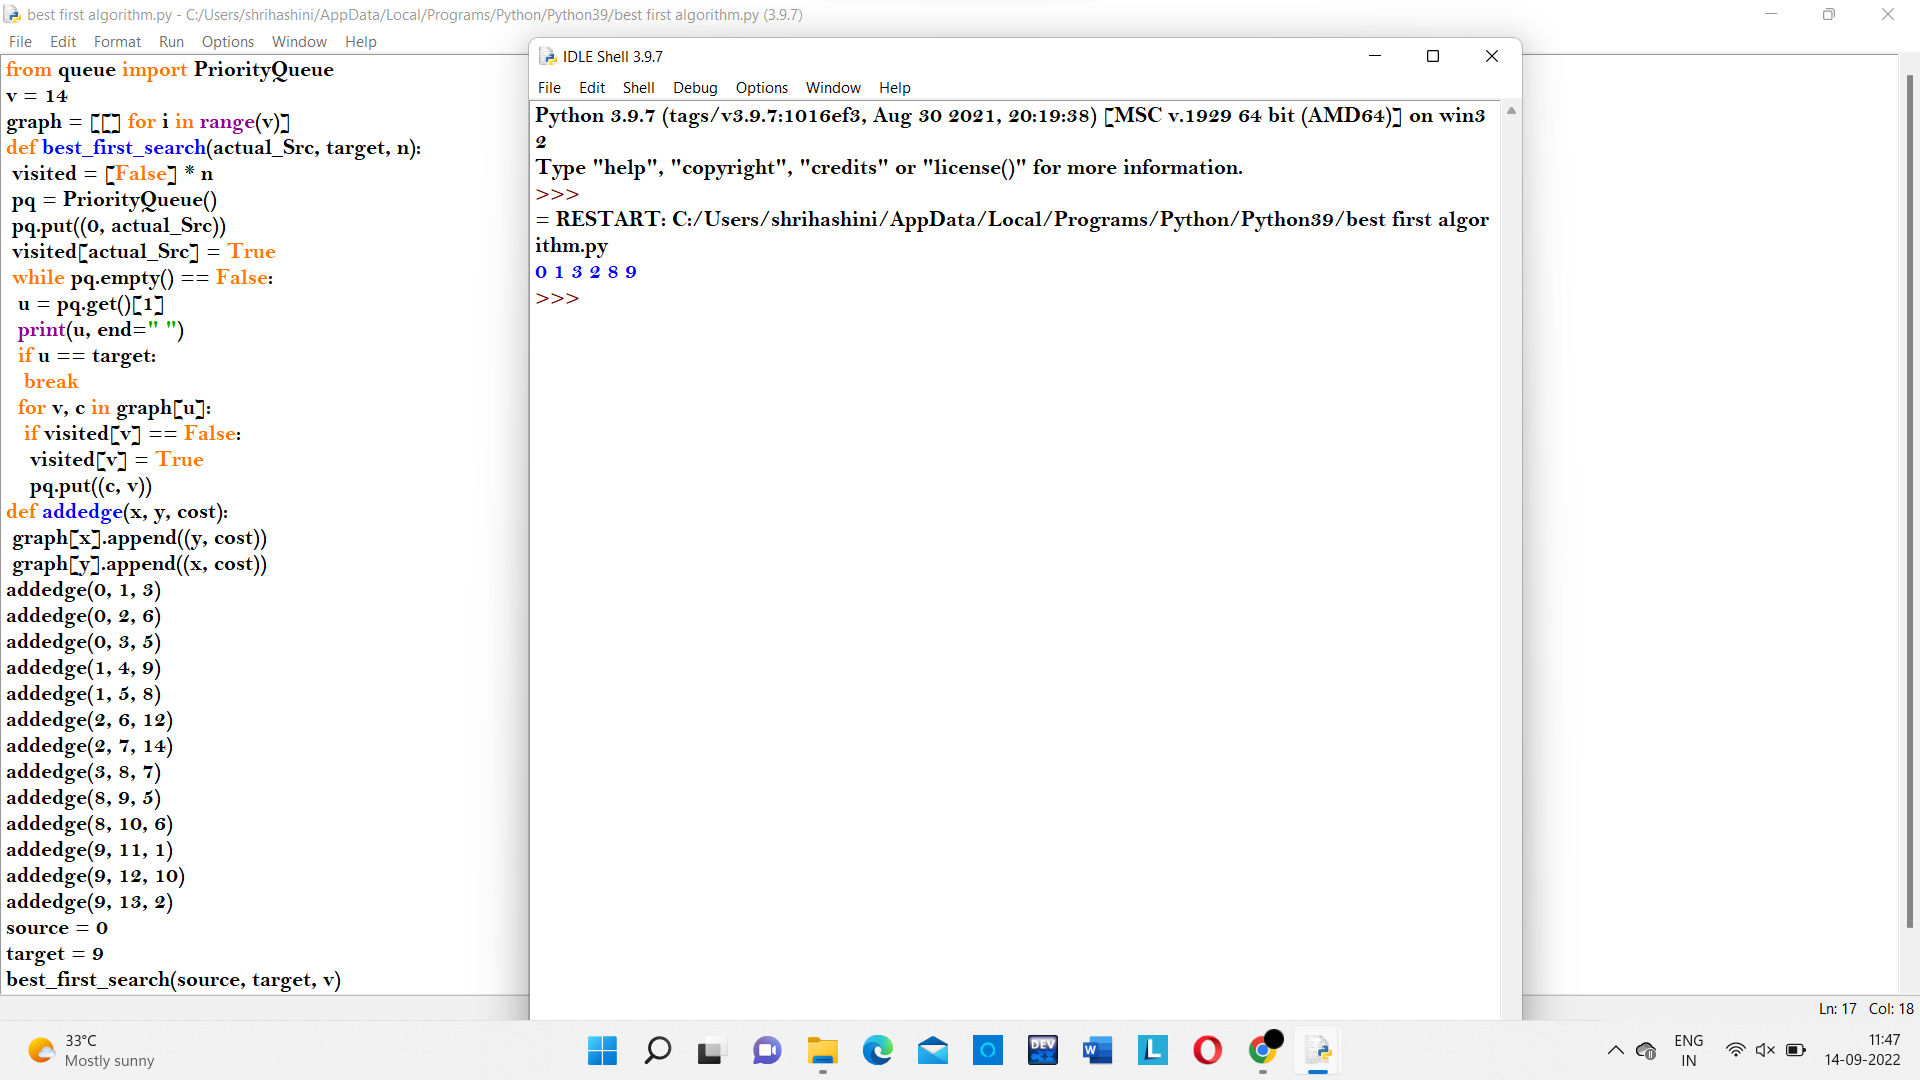 best first algorithm.py - C:/Users/shrihashini/AppData/Local/Programs/Python/Python39/best first algorithm.py (3.9.7)
File Edit Format Run Options Window Help
from queue import PriorityQueue
v = 14
graph = [[] for i in range(v)]
def best_first_search(actual_Src, target, n):
 visited = [False] * n
 pq = PriorityQueue()
 pq.put((0, actual_Src))
 visited[actual_Src] = True
 while pq.empty() == False:
  u = pq.get()[1]
  print(u, end=" ")
  if u == target:
   break
  for v, c in graph[u]:
   if visited[v] == False:
    visited[v] = True
    pq.put((c, v))
def addedge(x, y, cost):
 graph[x].append((y, cost))
 graph[y].append((x, cost))
addedge(0, 1, 3)
addedge(0, 2, 6)
addedge(0, 3, 5)
addedge(1, 4, 9)
addedge(1, 5, 8)
addedge(2, 6, 12)
addedge(2, 7, 14)
addedge(3, 8, 7)
addedge(8, 9, 5)
addedge(8, 10, 6)
addedge(9, 11, 1)
addedge(9, 12, 10)
addedge(9, 13, 2)
source = 0
target = 9
best_first_search(source, target, v)
IDLE Shell 3.9.7
File Edit Shell Debug Options Window Help
Python 3.9.7 (tags/v3.9.7:1016ef3, Aug 30 2021, 20:19:38) [MSC v.1929 64 bit (AMD64)] on win3
2
Type "help", "copyright", "credits" or "license()" for more information.
>>>
= RESTART: C:/Users/shrihashini/AppData/Local/Programs/Python/Python39/best first algor
ithm.py
0 1 3 2 8 9
>>>
Ln: 17 Col: 18
33°C
Mostly sunny
DEV
C++
W
L
ENG
IN
11:47
14-09-2022